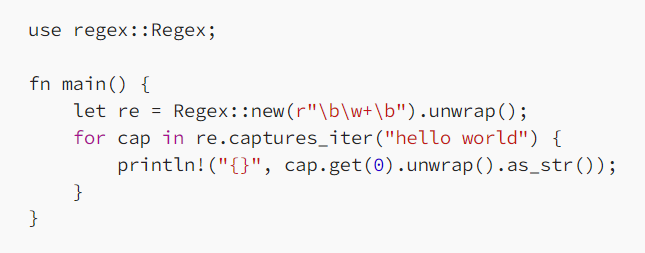 use regex::Regex;

fn main() {
    let re = Regex::new(r"\b\w+\b").unwrap();
    for cap in re.captures_iter("hello world") {
        println!("{}", cap.get(0).unwrap().as_str());
    }
}